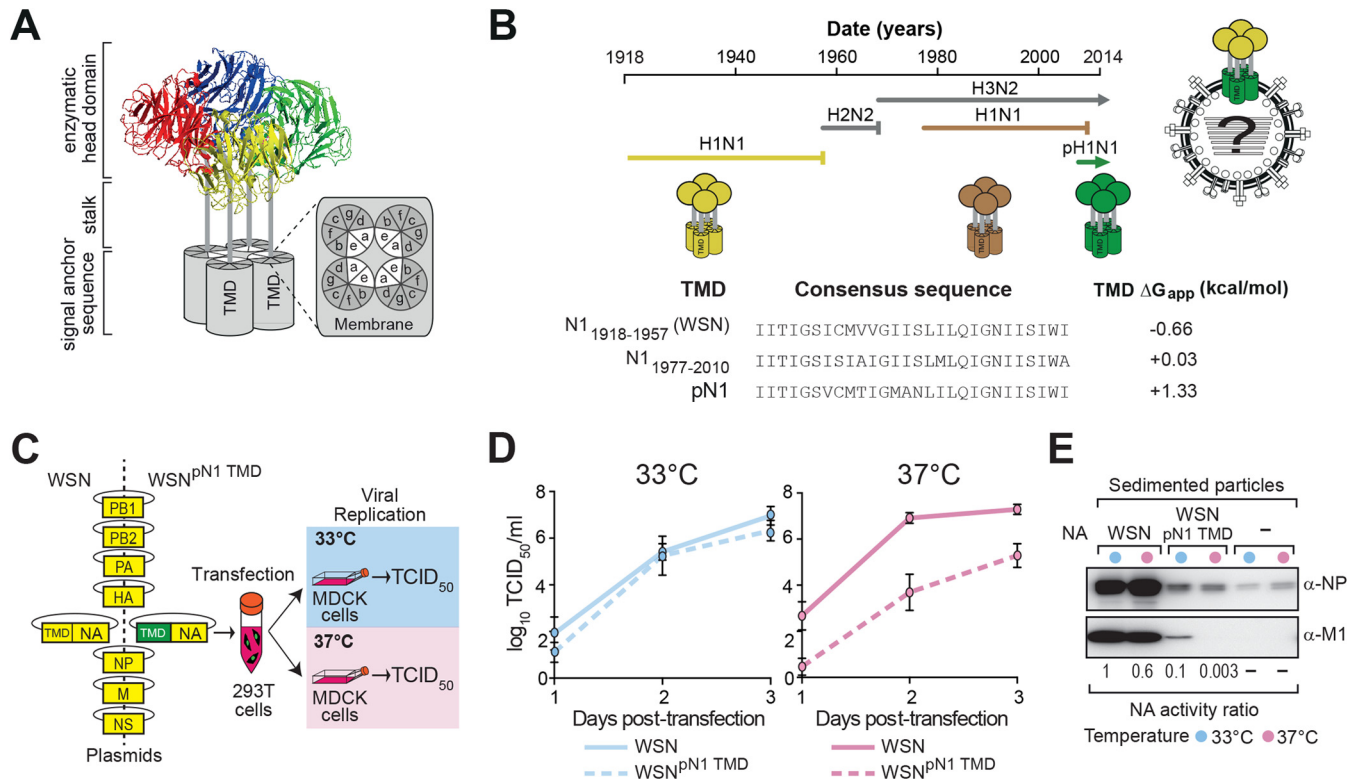 A
enzymatic
head domain
stalk
signal anchor
sequence
TMD
TMD
c g d b f c
f b e a a e g d
g d a e e a b f
c f b d g c
Membrane
B
Date (years)
1918 1940 1960 1980 2000 2014
H3N2
H2N2
H1N1
H1N1
pH1N1
TMD
TMD
TMD
TMD
?
TMD Consensus sequence TMD ΔGapp (kcal/mol)
N1 1918-1957 (WSN) IITIGSICMVVGIISLILQIGNIISIWI -0.66
N1 1977-2010 IITIGSISIAIGIISLMLQIGNIISIWA +0.03
pN1 IITIGSVCMTIGMANLILQIGNIISIWI +1.33
C
WSN WSN pN1 TMD
PB1
PB2
PA
HA
TMD NA TMD NA
NP
M
NS
Plasmids
Transfection
293T
cells
Viral
Replication
33°C
TCID50
MDCK
cells
37°C
TCID50
MDCK
cells
D
33°C 37°C
log10 TCID50/ml
8
6
4
2
0
1 2 3
Days post-transfection
WSN
WSN pN1 TMD
8
6
4
2
0
1 2 3
Days post-transfection
WSN
WSN pN1 TMD
E
Sedimented particles
NA WSN WSN pN1 TMD –
α-NP
α-M1
1 0.6 0.1 0.003 – –
NA activity ratio
Temperature 33°C 37°C